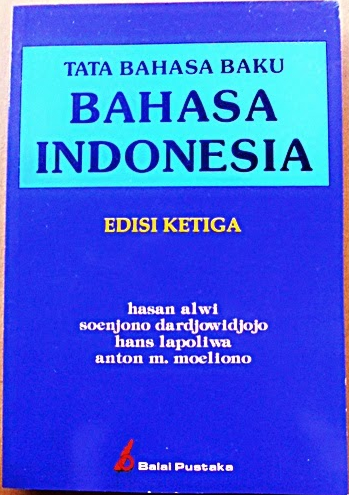 TATA BAHASA BAKU
BAHASA
INDONESIA
EDISI KETIGA
hasan alwi
soenjono dardjowidjojo
hans lapoliwa
anton m. moeliono
Balai Pustaka